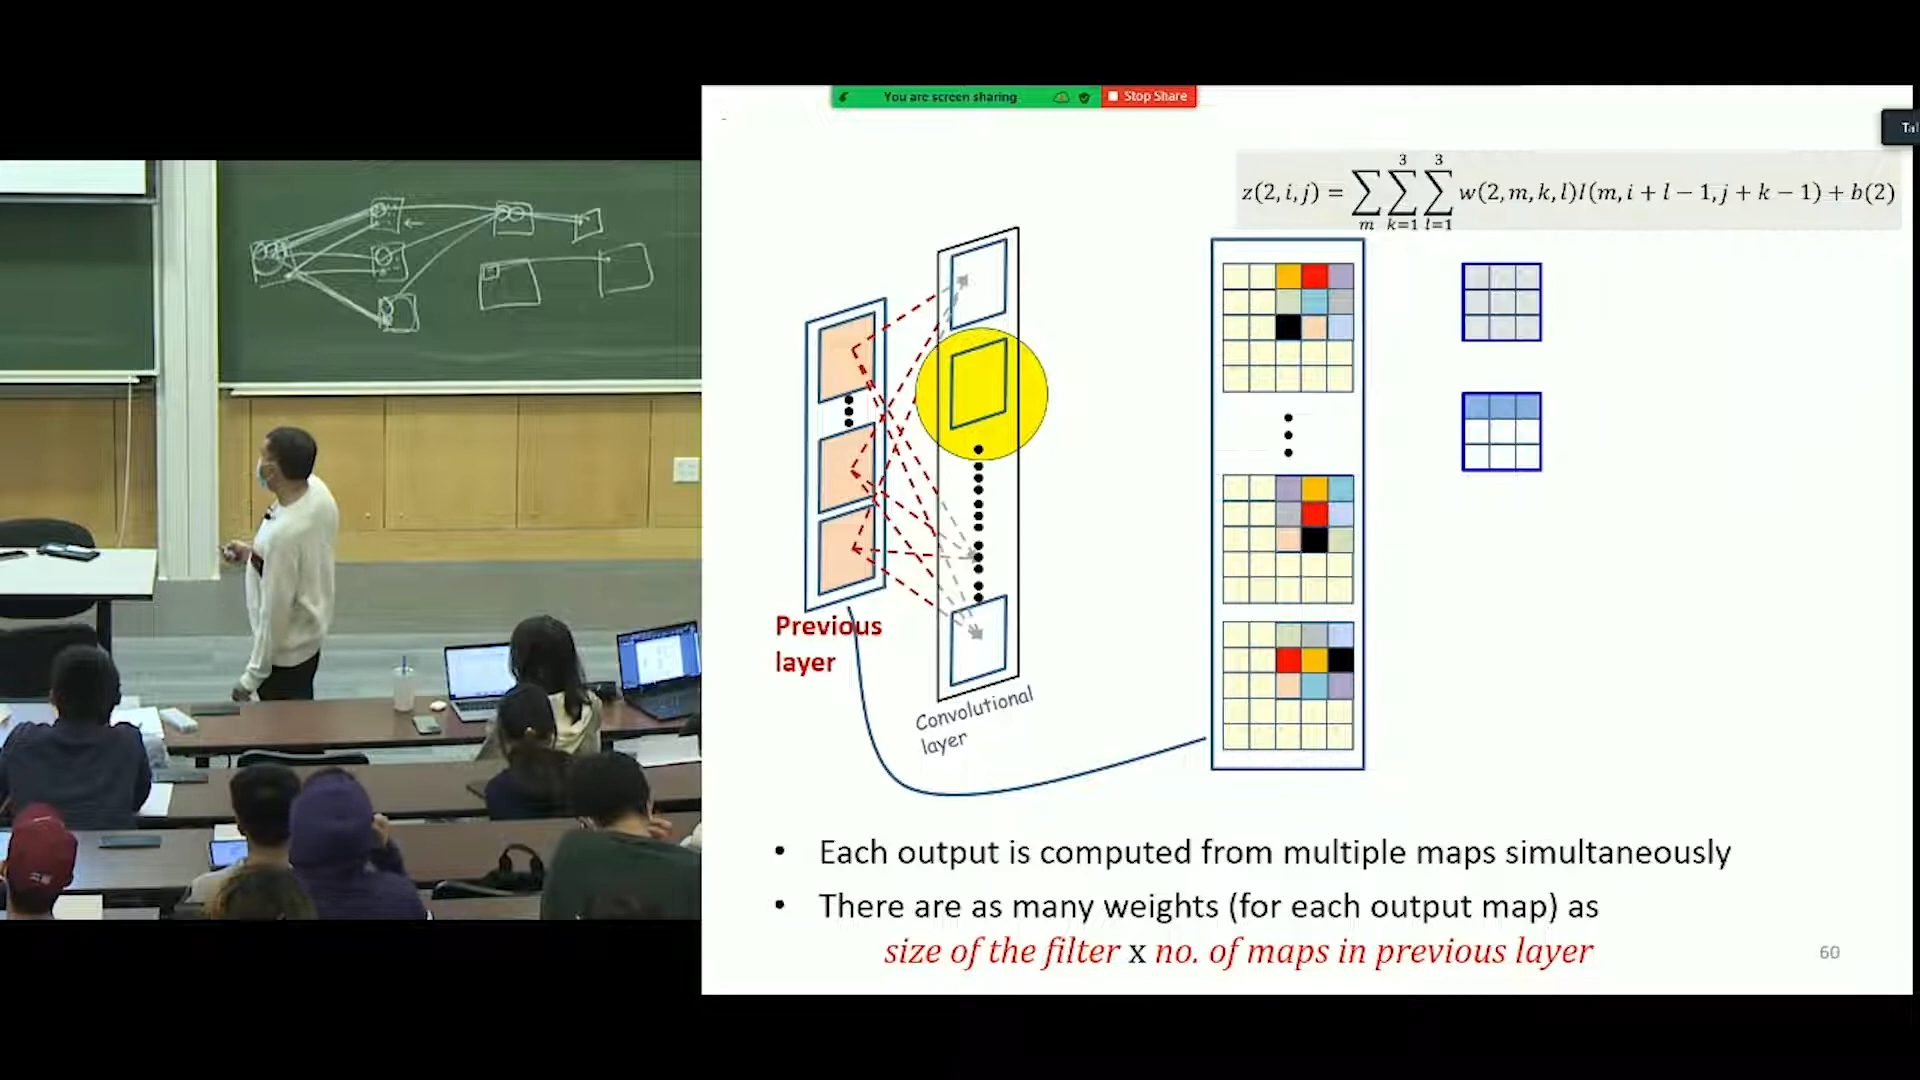 You are screen sharing
Stop Share
Tal
z(2, i, j) = ∑_m ∑_{k=1}^{3} ∑_{l=1}^{3} w(2, m, k, l)I(m, i + l − 1, j + k − 1) + b(2)
Previous
layer
Convolutional
layer
• Each output is computed from multiple maps simultaneously
• There are as many weights (for each output map) as
size of the filter x no. of maps in previous layer
60